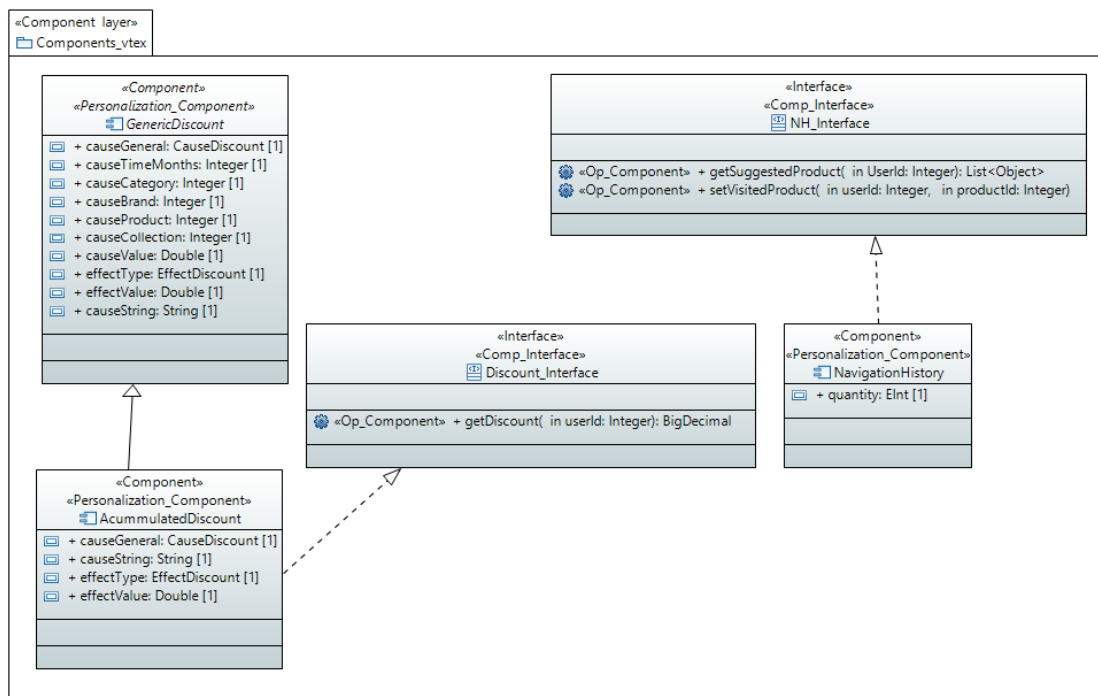 «Component layer»
Components_vtex
«Component»
«Personalization_Component»
GenericDiscount
+ causeGeneral: CauseDiscount [1]
+ causeTimeMonths: Integer [1]
+ causeCategory: Integer [1]
+ causeBrand: Integer [1]
+ causeProduct: Integer [1]
+ causeCollection: Integer [1]
+ causeValue: Double [1]
+ effectType: EffectDiscount [1]
+ effectValue: Double [1]
+ causeString: String [1]
«Interface»
«Comp_Interface»
NH_Interface
«Op_Component» + getSuggestedProduct( in UserId: Integer): List<Object>
«Op_Component» + setVisitedProduct( in userId: Integer, in productId: Integer)
«Interface»
«Comp_Interface»
Discount_Interface
«Op_Component» + getDiscount( in userId: Integer): BigDecimal
«Component»
«Personalization_Component»
NavigationHistory
+ quantity: EInt [1]
«Component»
«Personalization_Component»
AcummulatedDiscount
+ causeGeneral: CauseDiscount [1]
+ causeString: String [1]
+ effectType: EffectDiscount [1]
+ effectValue: Double [1]